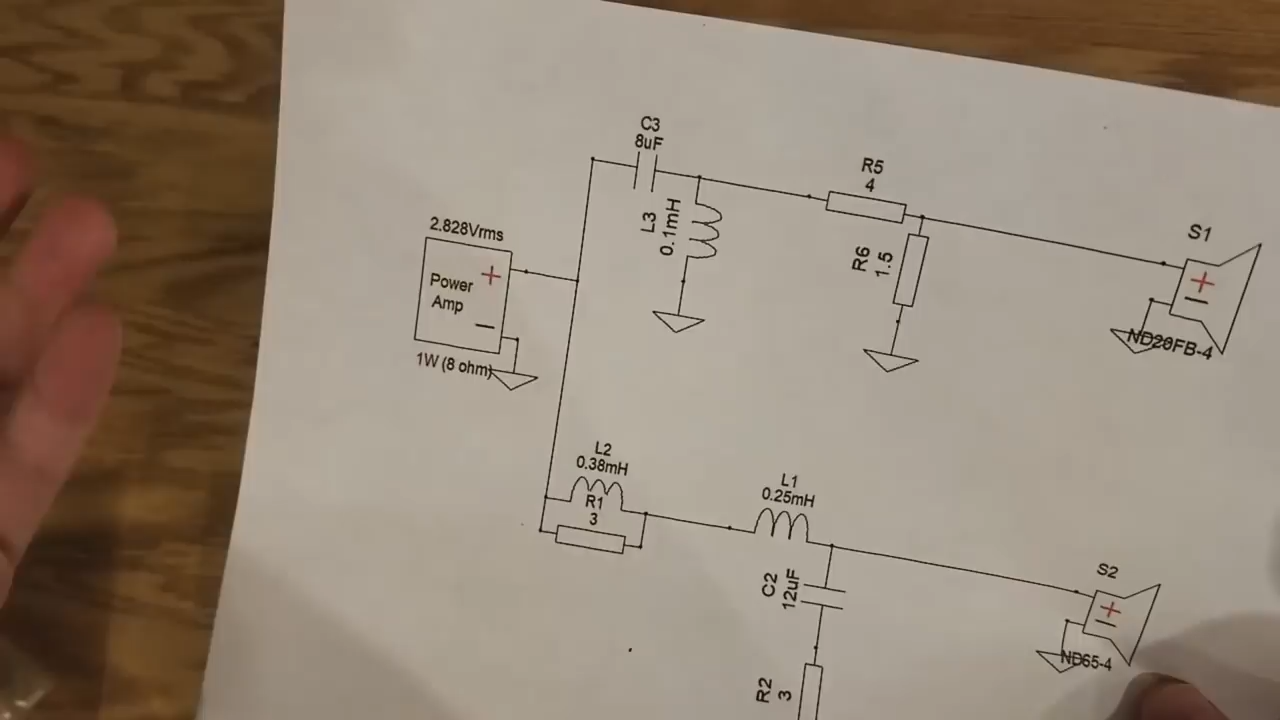 C3
8uF
L3
0.1mH
R5
4
R6
1.5
S1
+
−
ND20FB-4
2.828Vrms
Power
Amp
+
−
1W (8 ohm)
L2
0.38mH
R1
3
L1
0.25mH
C2
12uF
R2
3
S2
+
−
ND65-4